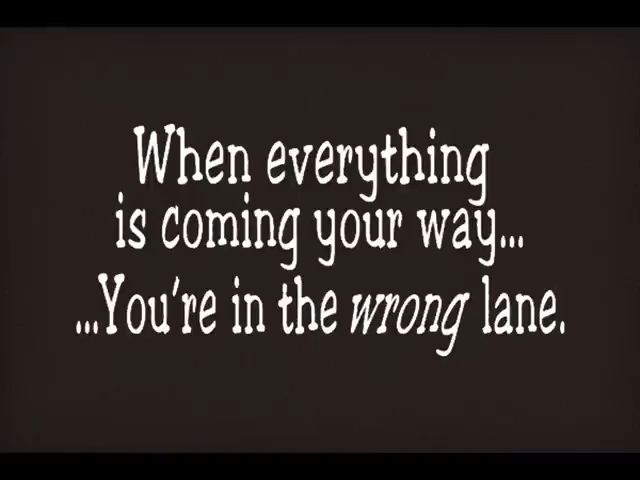 When everything
is coming your way...
...You're in the wrong lane.